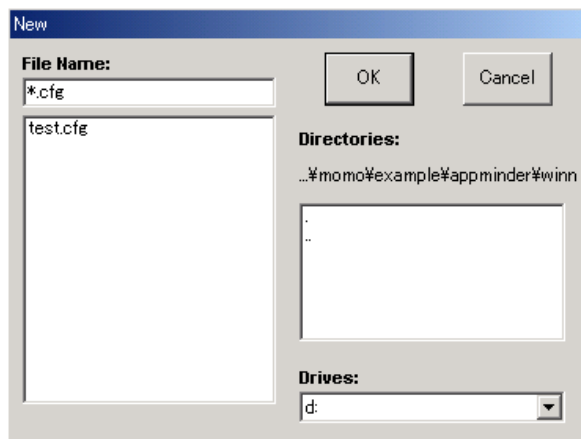 New
File Name:
*.cfg
test.cfg
OK
Cancel
Directories:
...¥momo¥example¥appminder¥winn
.
..
Drives:
d: